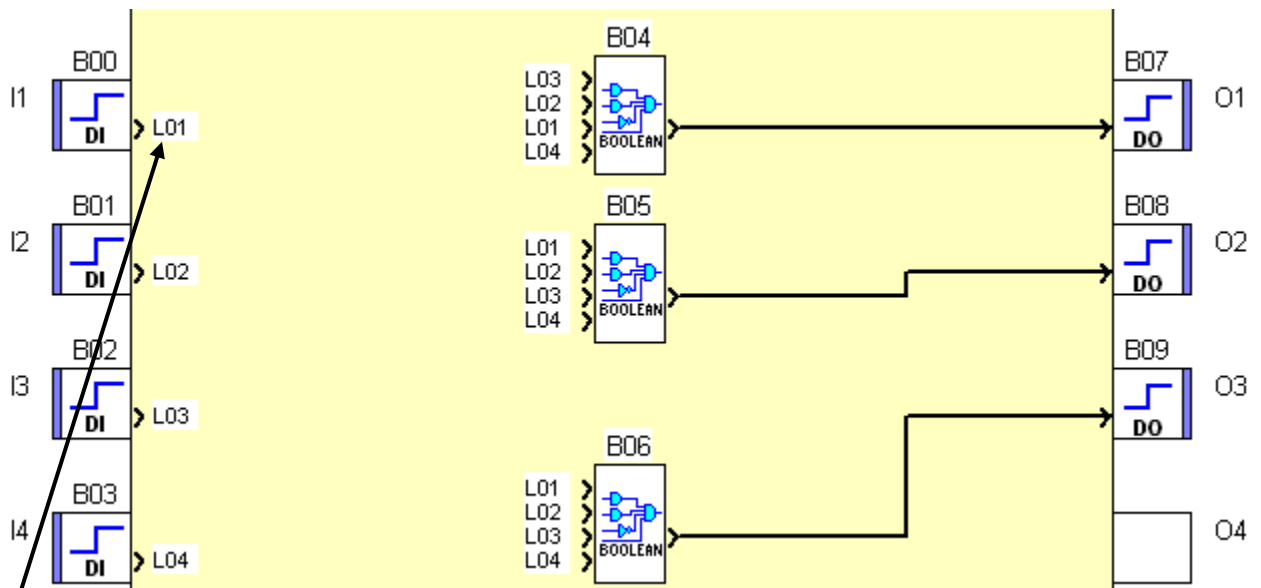 B00
I1
DI
L01
B01
I2
DI
L02
B02
I3
DI
L03
B03
I4
DI
L04
B04
L03
L02
L01
L04
BOOLEAN
B05
L01
L02
L03
L04
BOOLEAN
B06
L01
L02
L03
L04
BOOLEAN
B07
O1
DO
B08
O2
DO
B09
O3
DO
O4